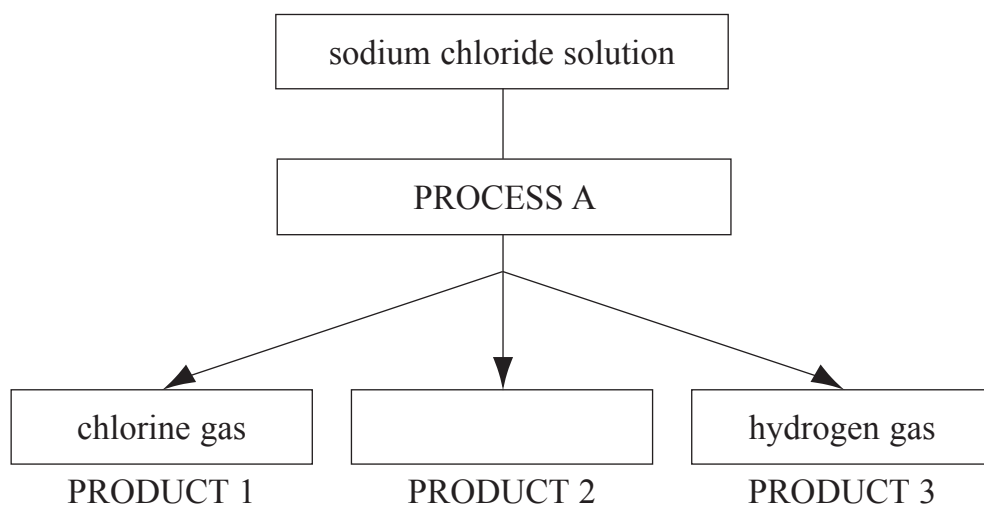 sodium chloride solution
PROCESS A
chlorine gas
hydrogen gas
PRODUCT 1
PRODUCT 2
PRODUCT 3